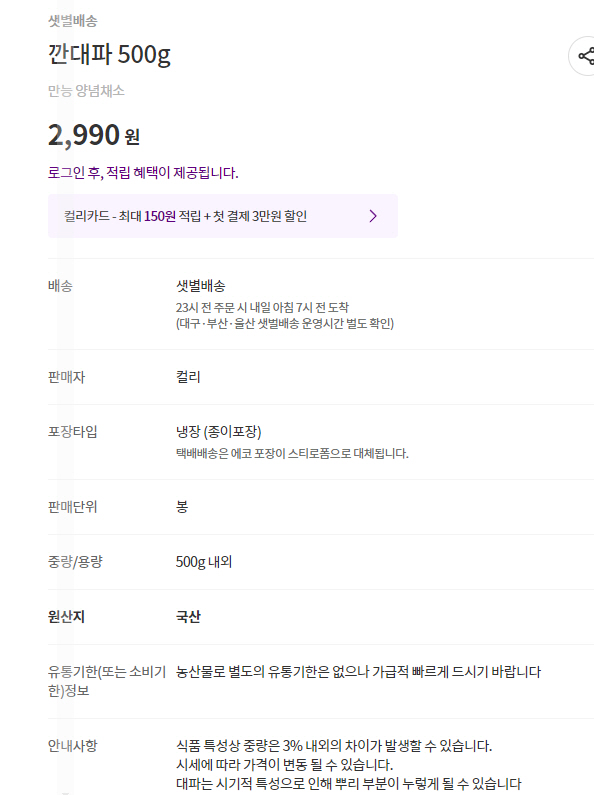 샛별배송
깐대파 500g
만능 양념채소
2,990 원
로그인 후, 적립 혜택이 제공됩니다.
컬리카드 - 최대 150원 적립 + 첫 결제 3만원 할인
배송 샛별배송
23시 전 주문 시 내일 아침 7시 전 도착
(대구·부산·울산 샛벌배송 운영시간 별도 확인)
판매자 컬리
포장타입 냉장 (종이포장)
택배배송은 에코 포장이 스티로폼으로 대체됩니다.
판매단위 봉
중량/용량 500g 내외
원산지 국산
유통기한(또는 소비기한)정보 농산물로 별도의 유통기한은 없으나 가급적 빠르게 드시기 바랍니다
안내사항 식품 특성상 중량은 3% 내외의 차이가 발생할 수 있습니다.
시세에 따라 가격이 변동 될 수 있습니다.
대파는 시기적 특성으로 인해 뿌리 부분이 누렇게 될 수 있습니다